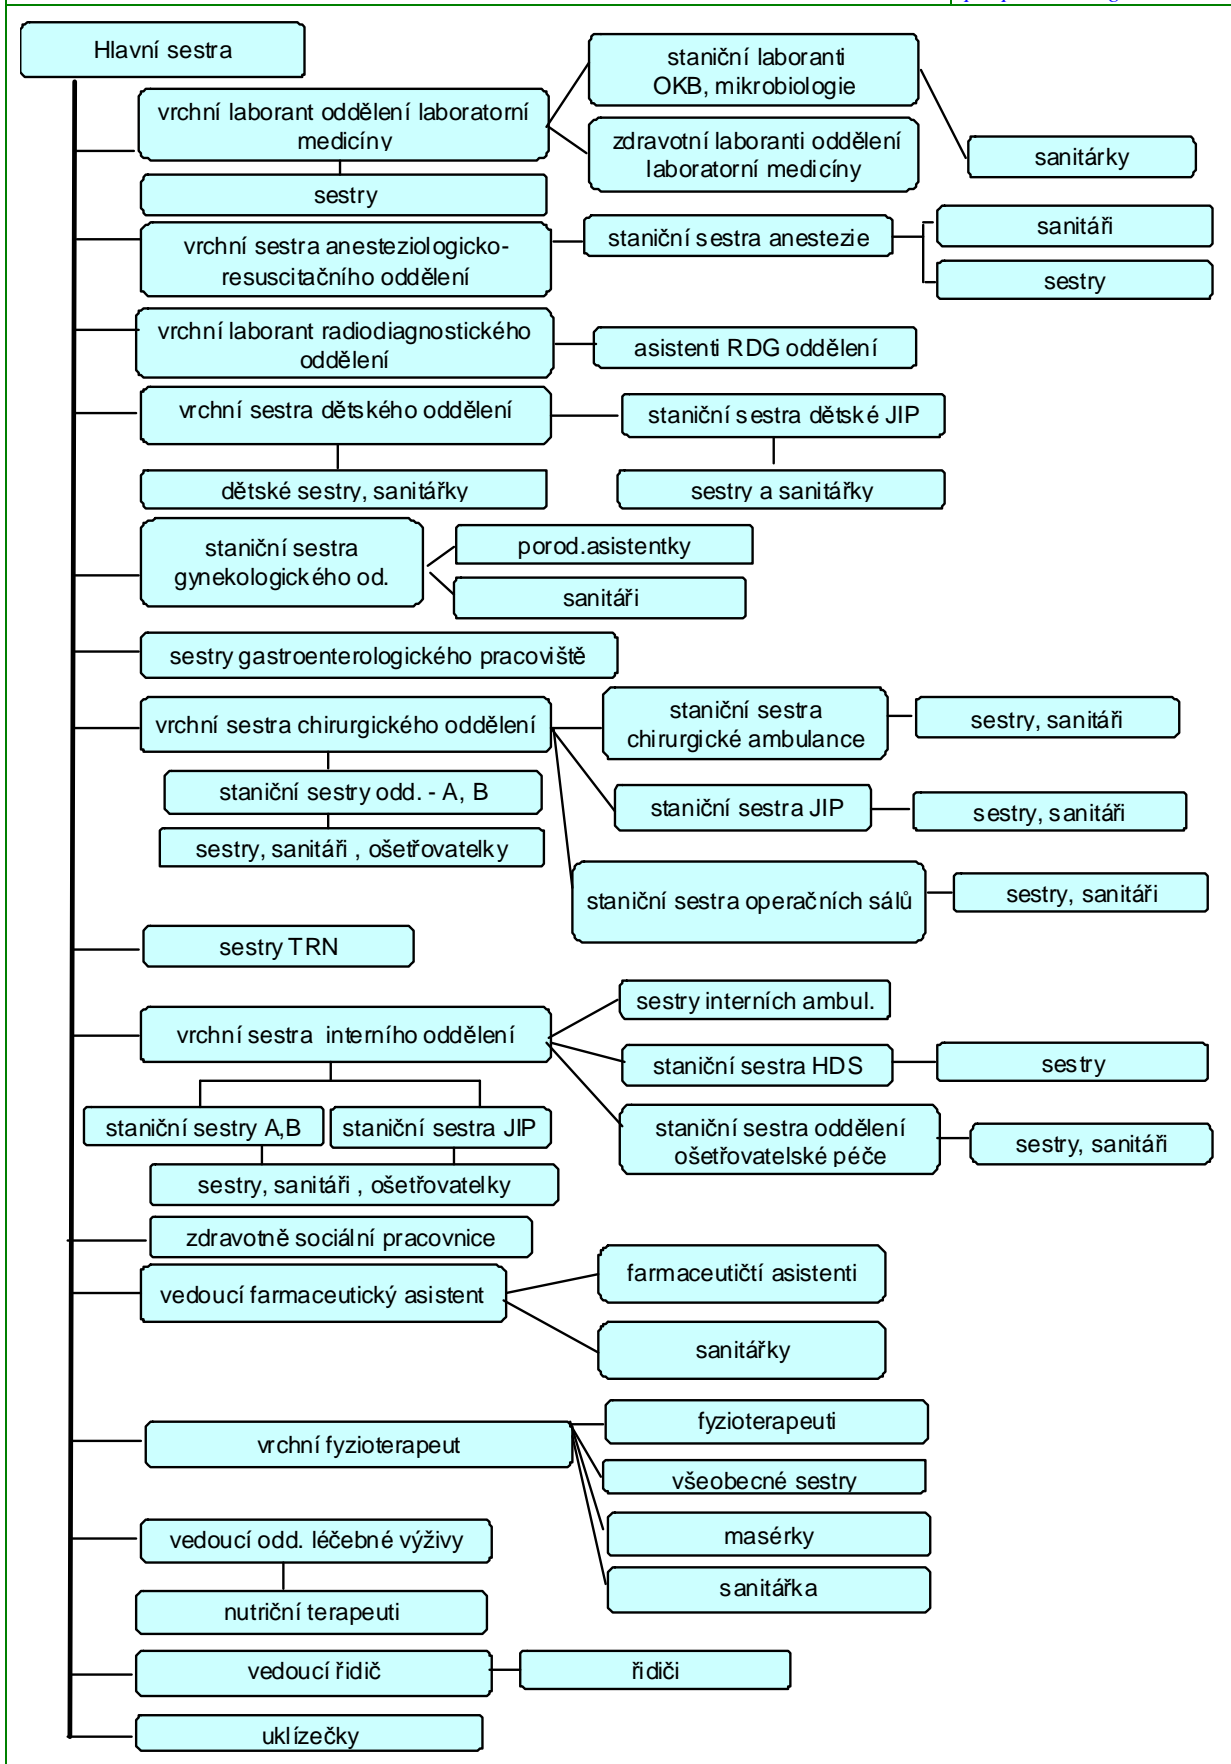 Hlavní sestra
staniční laboranti
OKB, mikrobiologie
vrchní laborant oddělení laboratorní
medicíny
zdravotní laboranti oddělení
laboratorní medicíny
sanitárky
sestry
vrchní sestra anesteziologicko-
resuscitačního oddělení
staniční sestra anestezie
sanitáři
sestry
vrchní laborant radiodiagnostického
oddělení
asistenti RDG oddělení
vrchní sestra dětského oddělení
staniční sestra dětské JIP
dětské sestry, sanitářky
sestry a sanitářky
staniční sestra
gynekologického od.
porod.asistentky
sanitáři
sestry gastroenterologického pracoviště
vrchní sestra chirurgického oddělení
staniční sestra
chirurgické ambulance
sestry, sanitáři
staniční sestry odd. - A, B
staniční sestra JIP
sestry, sanitáři
sestry, sanitáři , ošetřovatelky
staniční sestra operačních sálů
sestry, sanitáři
sestry TRN
sestry interních ambul.
vrchní sestra interního oddělení
staniční sestra HDS
sestry
staniční sestry A,B
staniční sestra JIP
staniční sestra oddělení
ošetřovatelské péče
sestry, sanitáři
sestry, sanitáři , ošetřovatelky
zdravotně sociální pracovnice
vedoucí farmaceutický asistent
farmaceutičtí asistenti
sanitářky
vrchní fyzioterapeut
fyzioterapeuti
všeobecné sestry
masérky
sanitářka
vedoucí odd. léčebné výživy
nutriční terapeuti
vedoucí řidič
řidiči
uklízečky